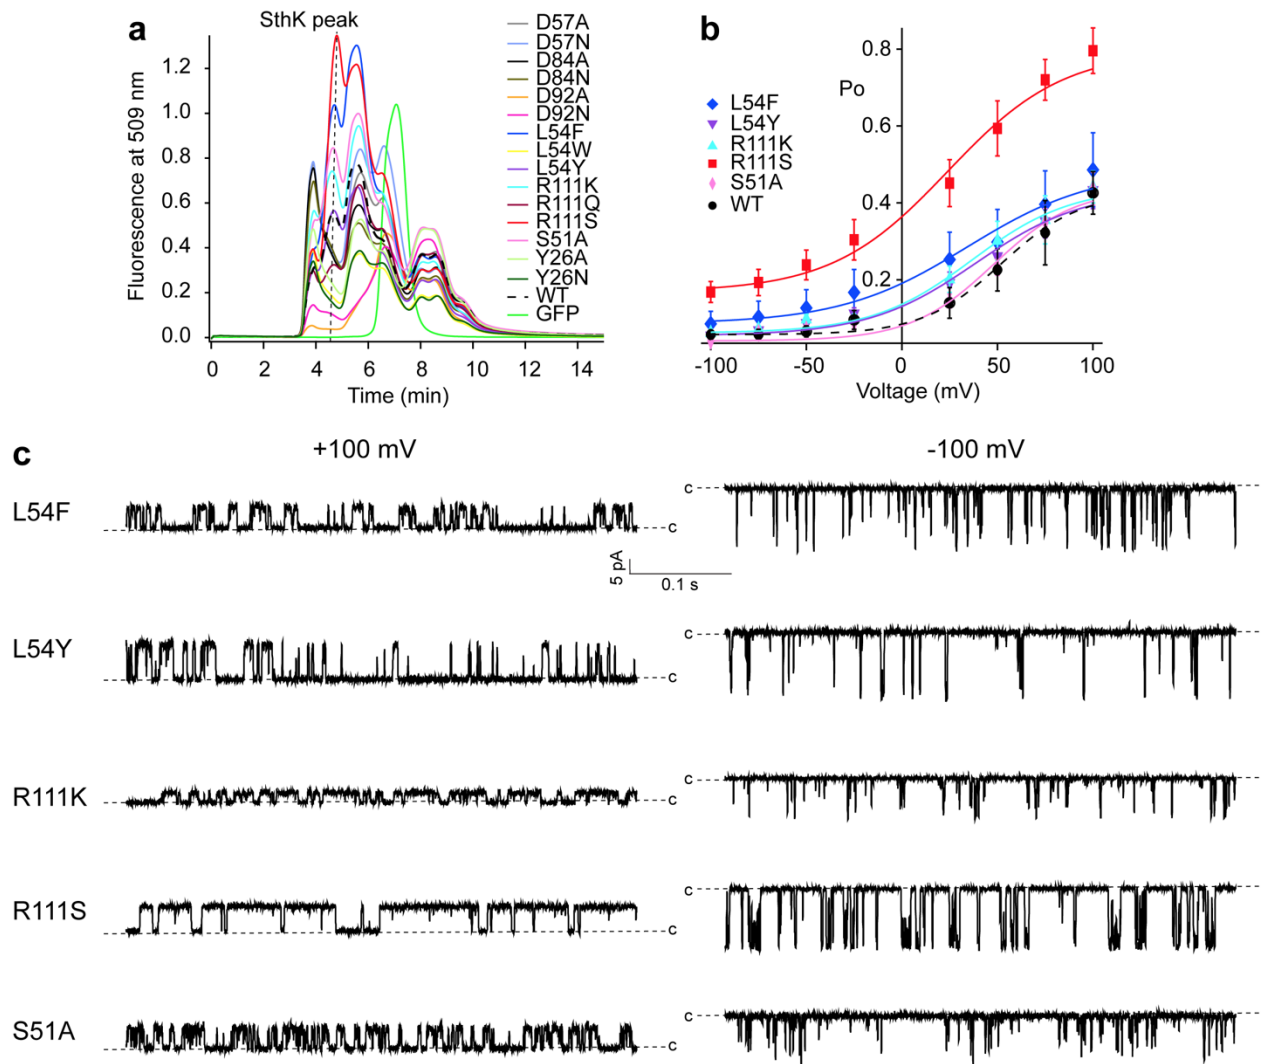 a
SthK peak
Fluorescence at 509 nm
1.2
1.0
0.8
0.6
0.4
0.2
0.0
0 2 4 6 8 10 12 14
Time (min)
D57A
D57N
D84A
D84N
D92A
D92N
L54F
L54W
L54Y
R111K
R111Q
R111S
S51A
Y26A
Y26N
WT
GFP
b
Po
0.8
0.6
0.4
0.2
-100 -50 0 50 100
Voltage (mV)
L54F
L54Y
R111K
R111S
S51A
WT
c
+100 mV -100 mV
L54F
c
c
5 pA
0.1 s
L54Y
c
c
R111K
c
c
R111S
c
c
S51A
c
c